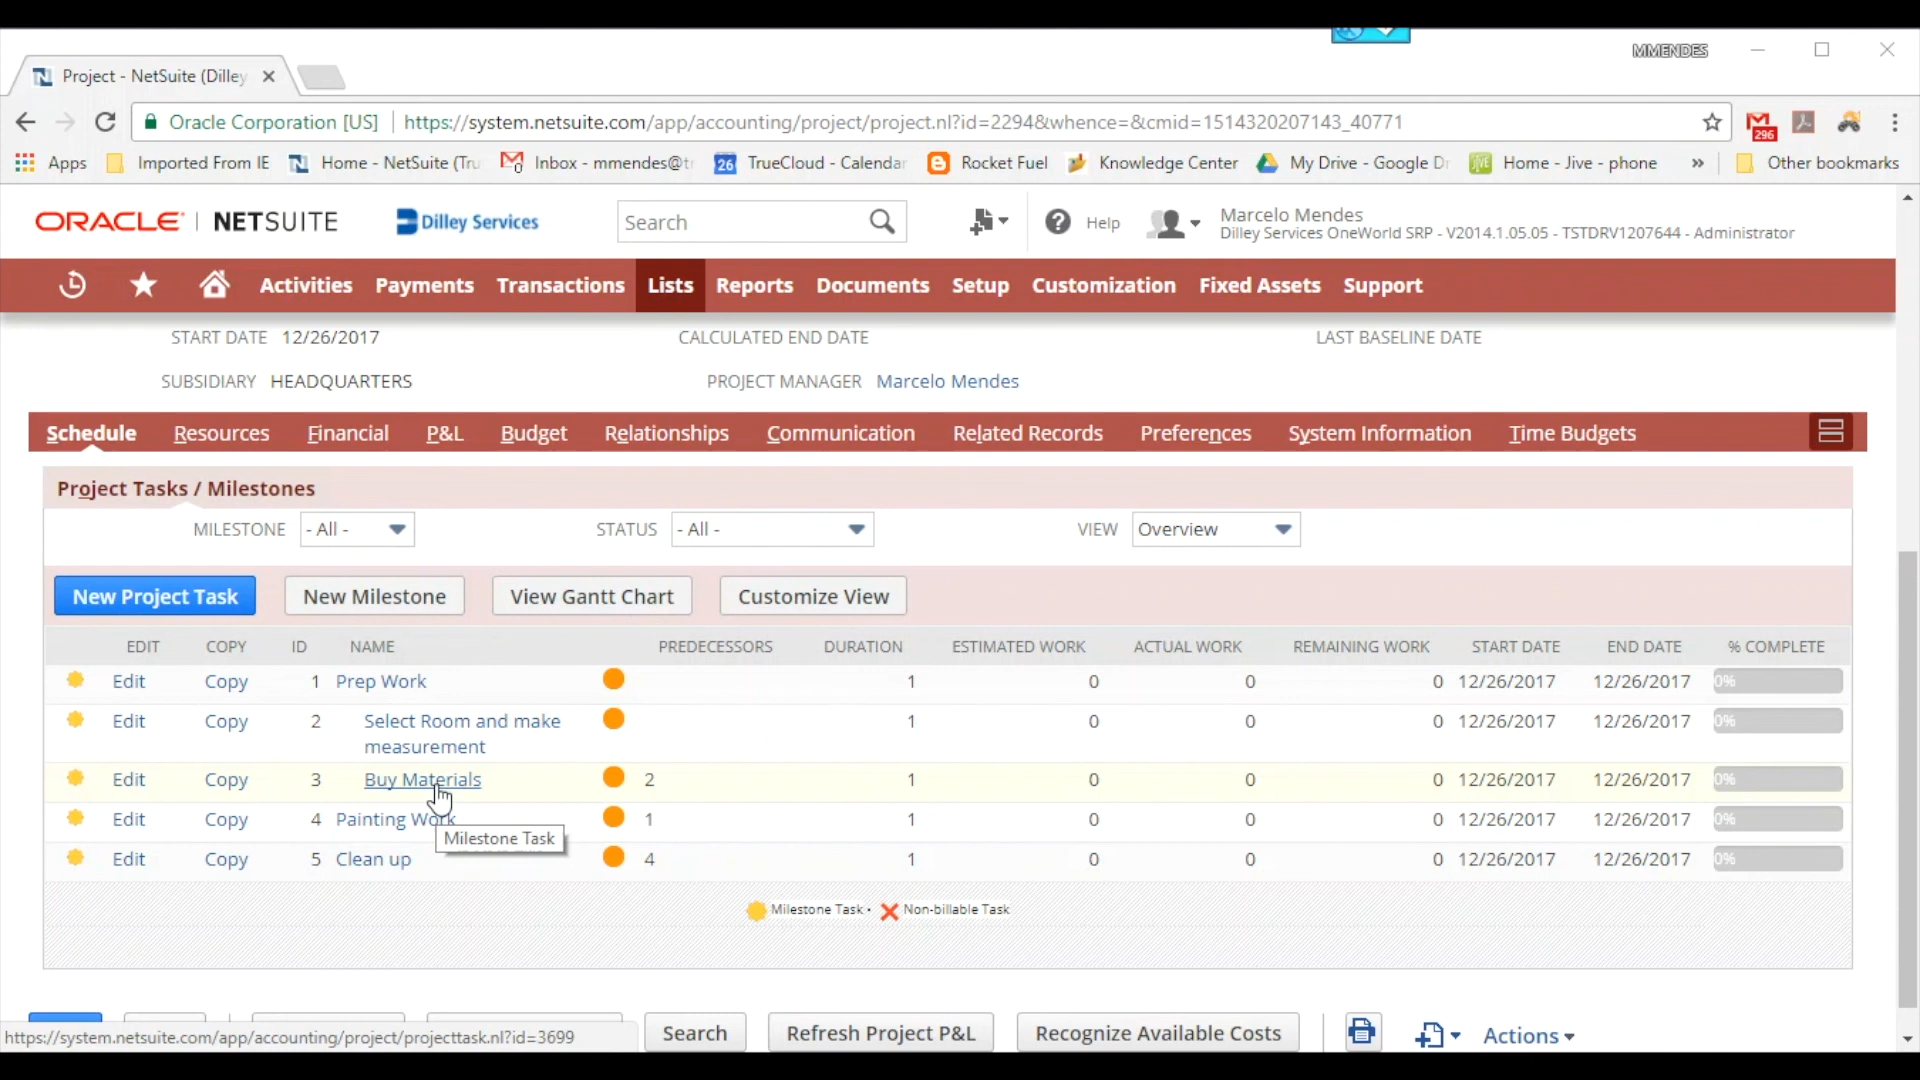 MMENDES
Project - NetSuite (Dilley
Oracle Corporation [US] https://system.netsuite.com/app/accounting/project/project.nl?id=2294&whence=&cmid=1514320207143_40771
296
Apps Imported From IE Home - NetSuite (Tru Inbox - mmendes@t 26 TrueCloud - Calendar Rocket Fuel Knowledge Center My Drive - Google Dr Home - Jive - phone » Other bookmarks
ORACLE | NETSUITE Dilley Services Search Help Marcelo Mendes
Dilley Services OneWorld SRP - V2014.1.05.05 - TSTDRV1207644 - Administrator
Activities Payments Transactions Lists Reports Documents Setup Customization Fixed Assets Support
START DATE 12/26/2017 CALCULATED END DATE LAST BASELINE DATE
SUBSIDIARY HEADQUARTERS PROJECT MANAGER Marcelo Mendes
Schedule Resources Financial P&L Budget Relationships Communication Related Records Preferences System Information Time Budgets
Project Tasks / Milestones
MILESTONE - All - STATUS - All - VIEW Overview
New Project Task New Milestone View Gantt Chart Customize View
EDIT COPY ID NAME PREDECESSORS DURATION ESTIMATED WORK ACTUAL WORK REMAINING WORK START DATE END DATE % COMPLETE
Edit Copy 1 Prep Work 1 0 0 0 12/26/2017 12/26/2017 0%
Edit Copy 2 Select Room and make 1 0 0 0 12/26/2017 12/26/2017 0%
measurement
Edit Copy 3 Buy Materials 2 1 0 0 0 12/26/2017 12/26/2017 0%
Edit Copy 4 Painting Work 1 1 0 0 0 12/26/2017 12/26/2017 0%
Milestone Task
Edit Copy 5 Clean up 4 1 0 0 0 12/26/2017 12/26/2017 0%
Milestone Task • Non-billable Task
https://system.netsuite.com/app/accounting/project/projecttask.nl?id=3699 Search Refresh Project P&L Recognize Available Costs Actions